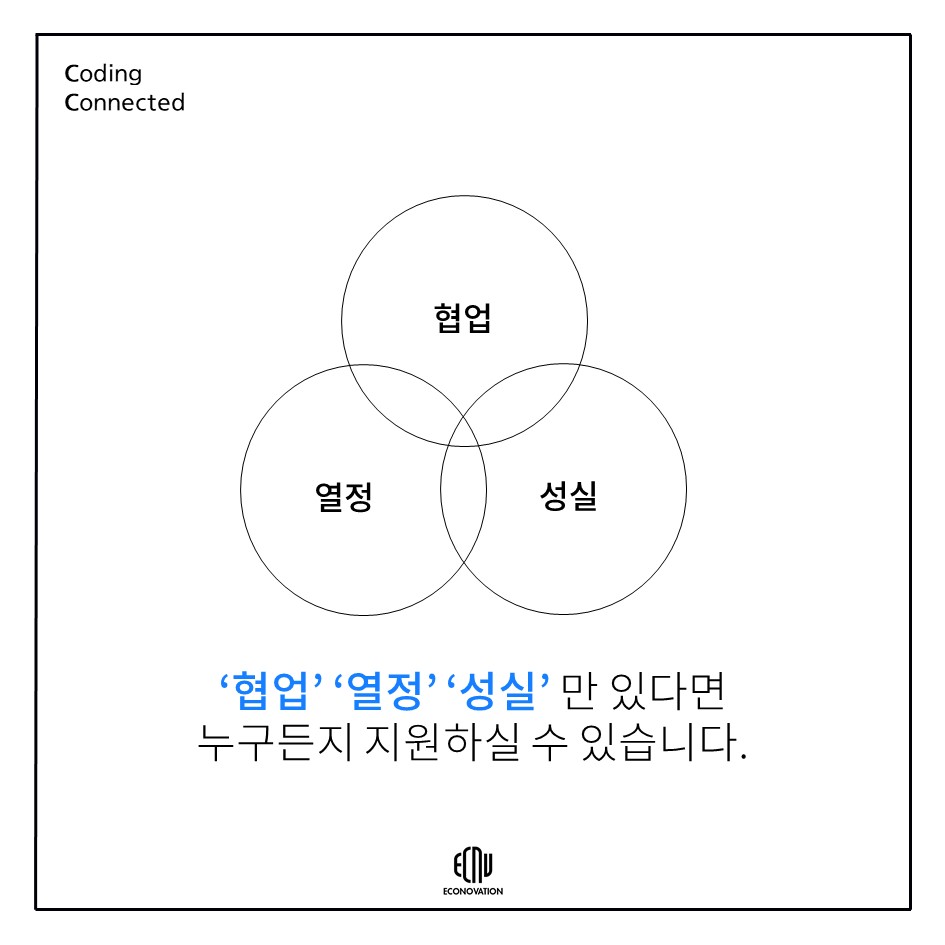 Coding
Connected
협업
열정
성실
‘협업’ ‘열정’ ‘성실’ 만 있다면
누구든지 지원하실 수 있습니다.
ECNV
ECONOVATION